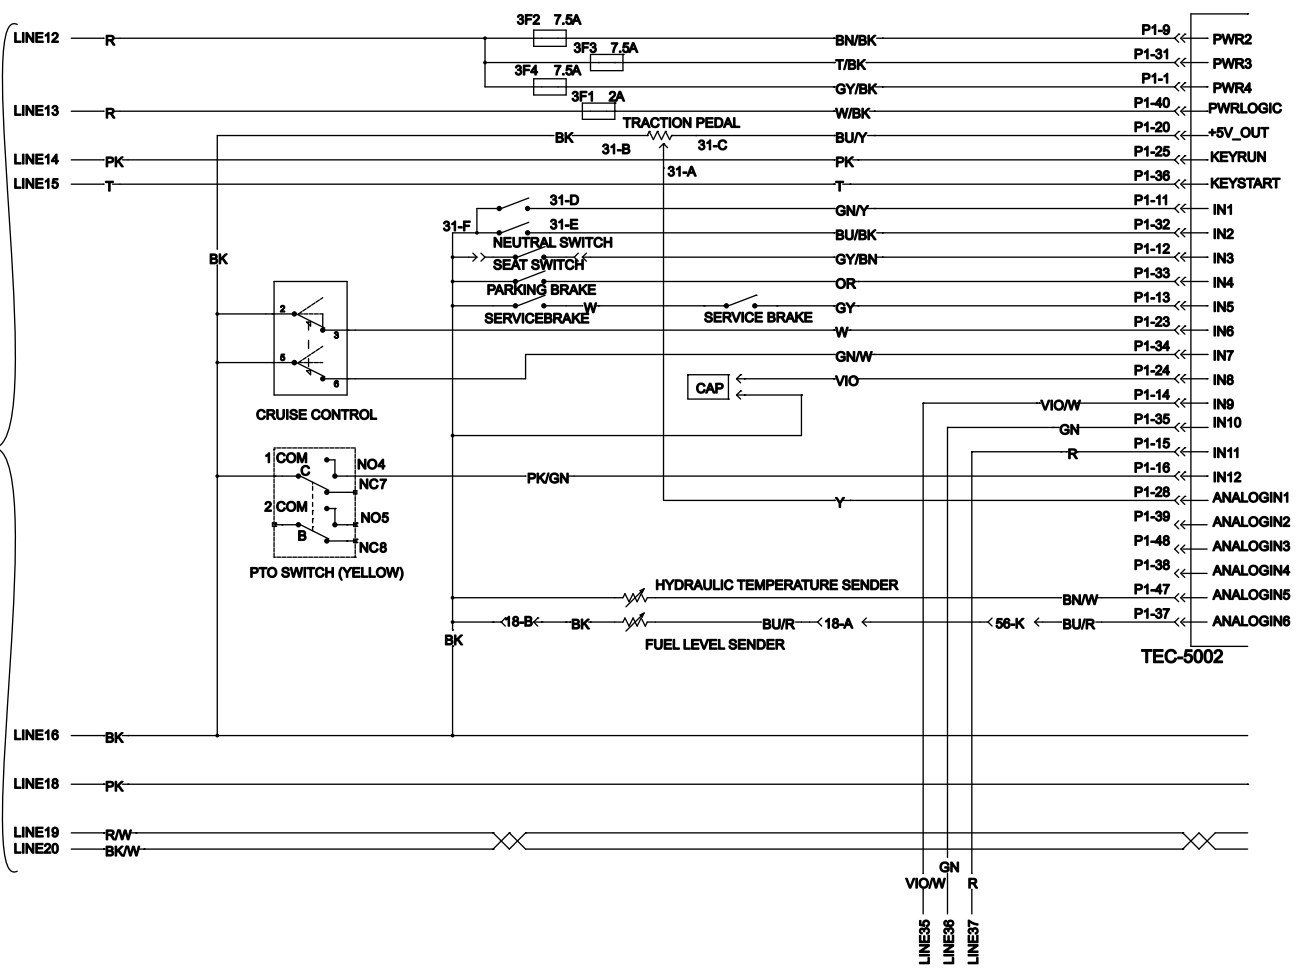 3F2 7.5A
LINE12 R BN/BK P1-9 PWR2
3F3 7.5A
T/BK P1-31 PWR3
3F4 7.5A
GY/BK P1-1 PWR4
3F1 2A
LINE13 R W/BK P1-40 PWRLOGIC
TRACTION PEDAL
BK BU/Y P1-20 +5V_OUT
31-B 31-C
LINE14 PK PK P1-25 KEYRUN
31-A
LINE15 T T P1-36 KEYSTART
31-D GN/Y P1-11 IN1
31-F 31-E BU/BK P1-32 IN2
NEUTRAL SWITCH
BK GY/BN P1-12 IN3
SEAT SWITCH
OR P1-33 IN4
PARKING BRAKE
W GY P1-13 IN5
SERVICEBRAKE SERVICE BRAKE
2
3 W P1-23 IN6
5 GN/W P1-34 IN7
6 VIO P1-24 IN8
CAP
CRUISE CONTROL
VIO/W P1-14 IN9
GN P1-35 IN10
R P1-15 IN11
1 COM NO4
C PK/GN P1-16 IN12
NC7
2 COM Y P1-28 ANALOGIN1
NO5 P1-39 ANALOGIN2
B
NC8 P1-48 ANALOGIN3
PTO SWITCH (YELLOW) P1-38 ANALOGIN4
HYDRAULIC TEMPERATURE SENDER
BN/W P1-47 ANALOGIN5
18-B BK BU/R 18-A 56-K BU/R P1-37 ANALOGIN6
BK FUEL LEVEL SENDER
TEC-5002
LINE16 BK
LINE18 PK
LINE19 R/W
LINE20 BK/W
GN
VIO/W R
LINE35
LINE36
LINE37